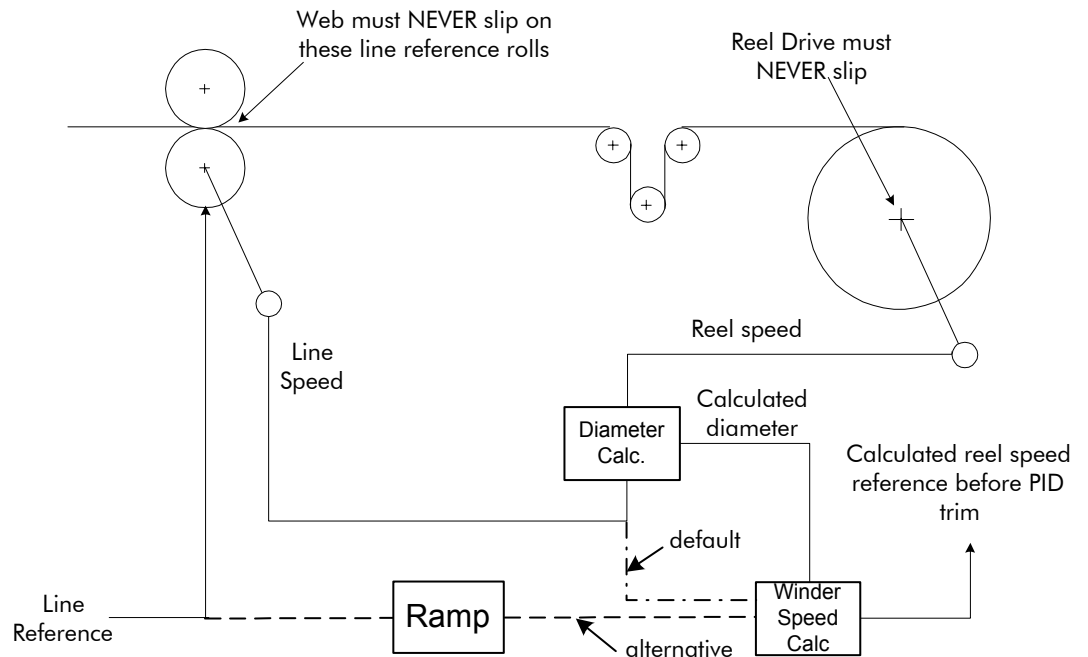 Web must NEVER slip on
these line reference rolls
Reel Drive must
NEVER slip
Reel speed
Line
Speed
Calculated
diameter
Diameter
Calc.
Calculated reel speed
reference before PID
trim
default
Line
Reference
Ramp
Winder
Speed
Calc
alternative